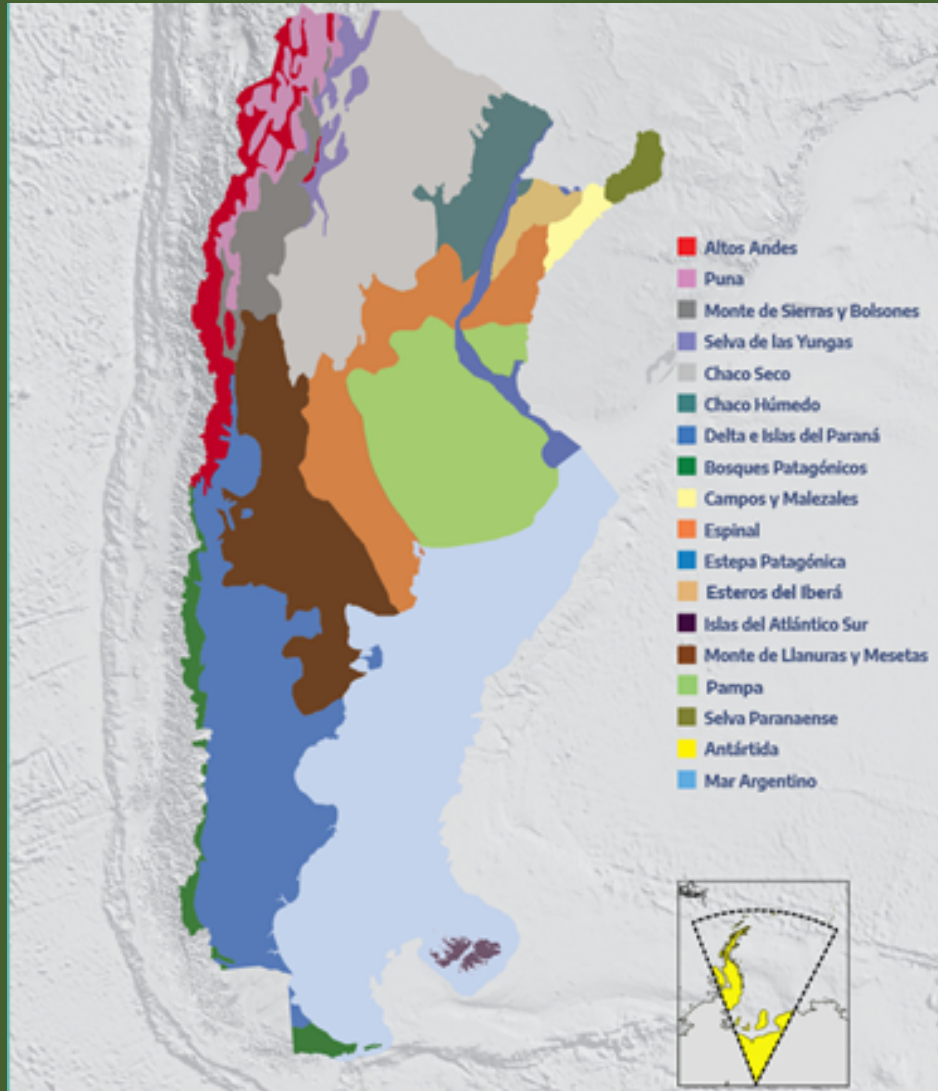 Altos Andes
Puna
Monte de Sierras y Bolsones
Selva de las Yungas
Chaco Seco
Chaco Húmedo
Delta e Islas del Paraná
Bosques Patagónicos
Campos y Malezales
Espinal
Estepa Patagónica
Esteros del Iberá
Islas del Atlántico Sur
Monte de Llanuras y Mesetas
Pampa
Selva Paranaense
Antártida
Mar Argentino